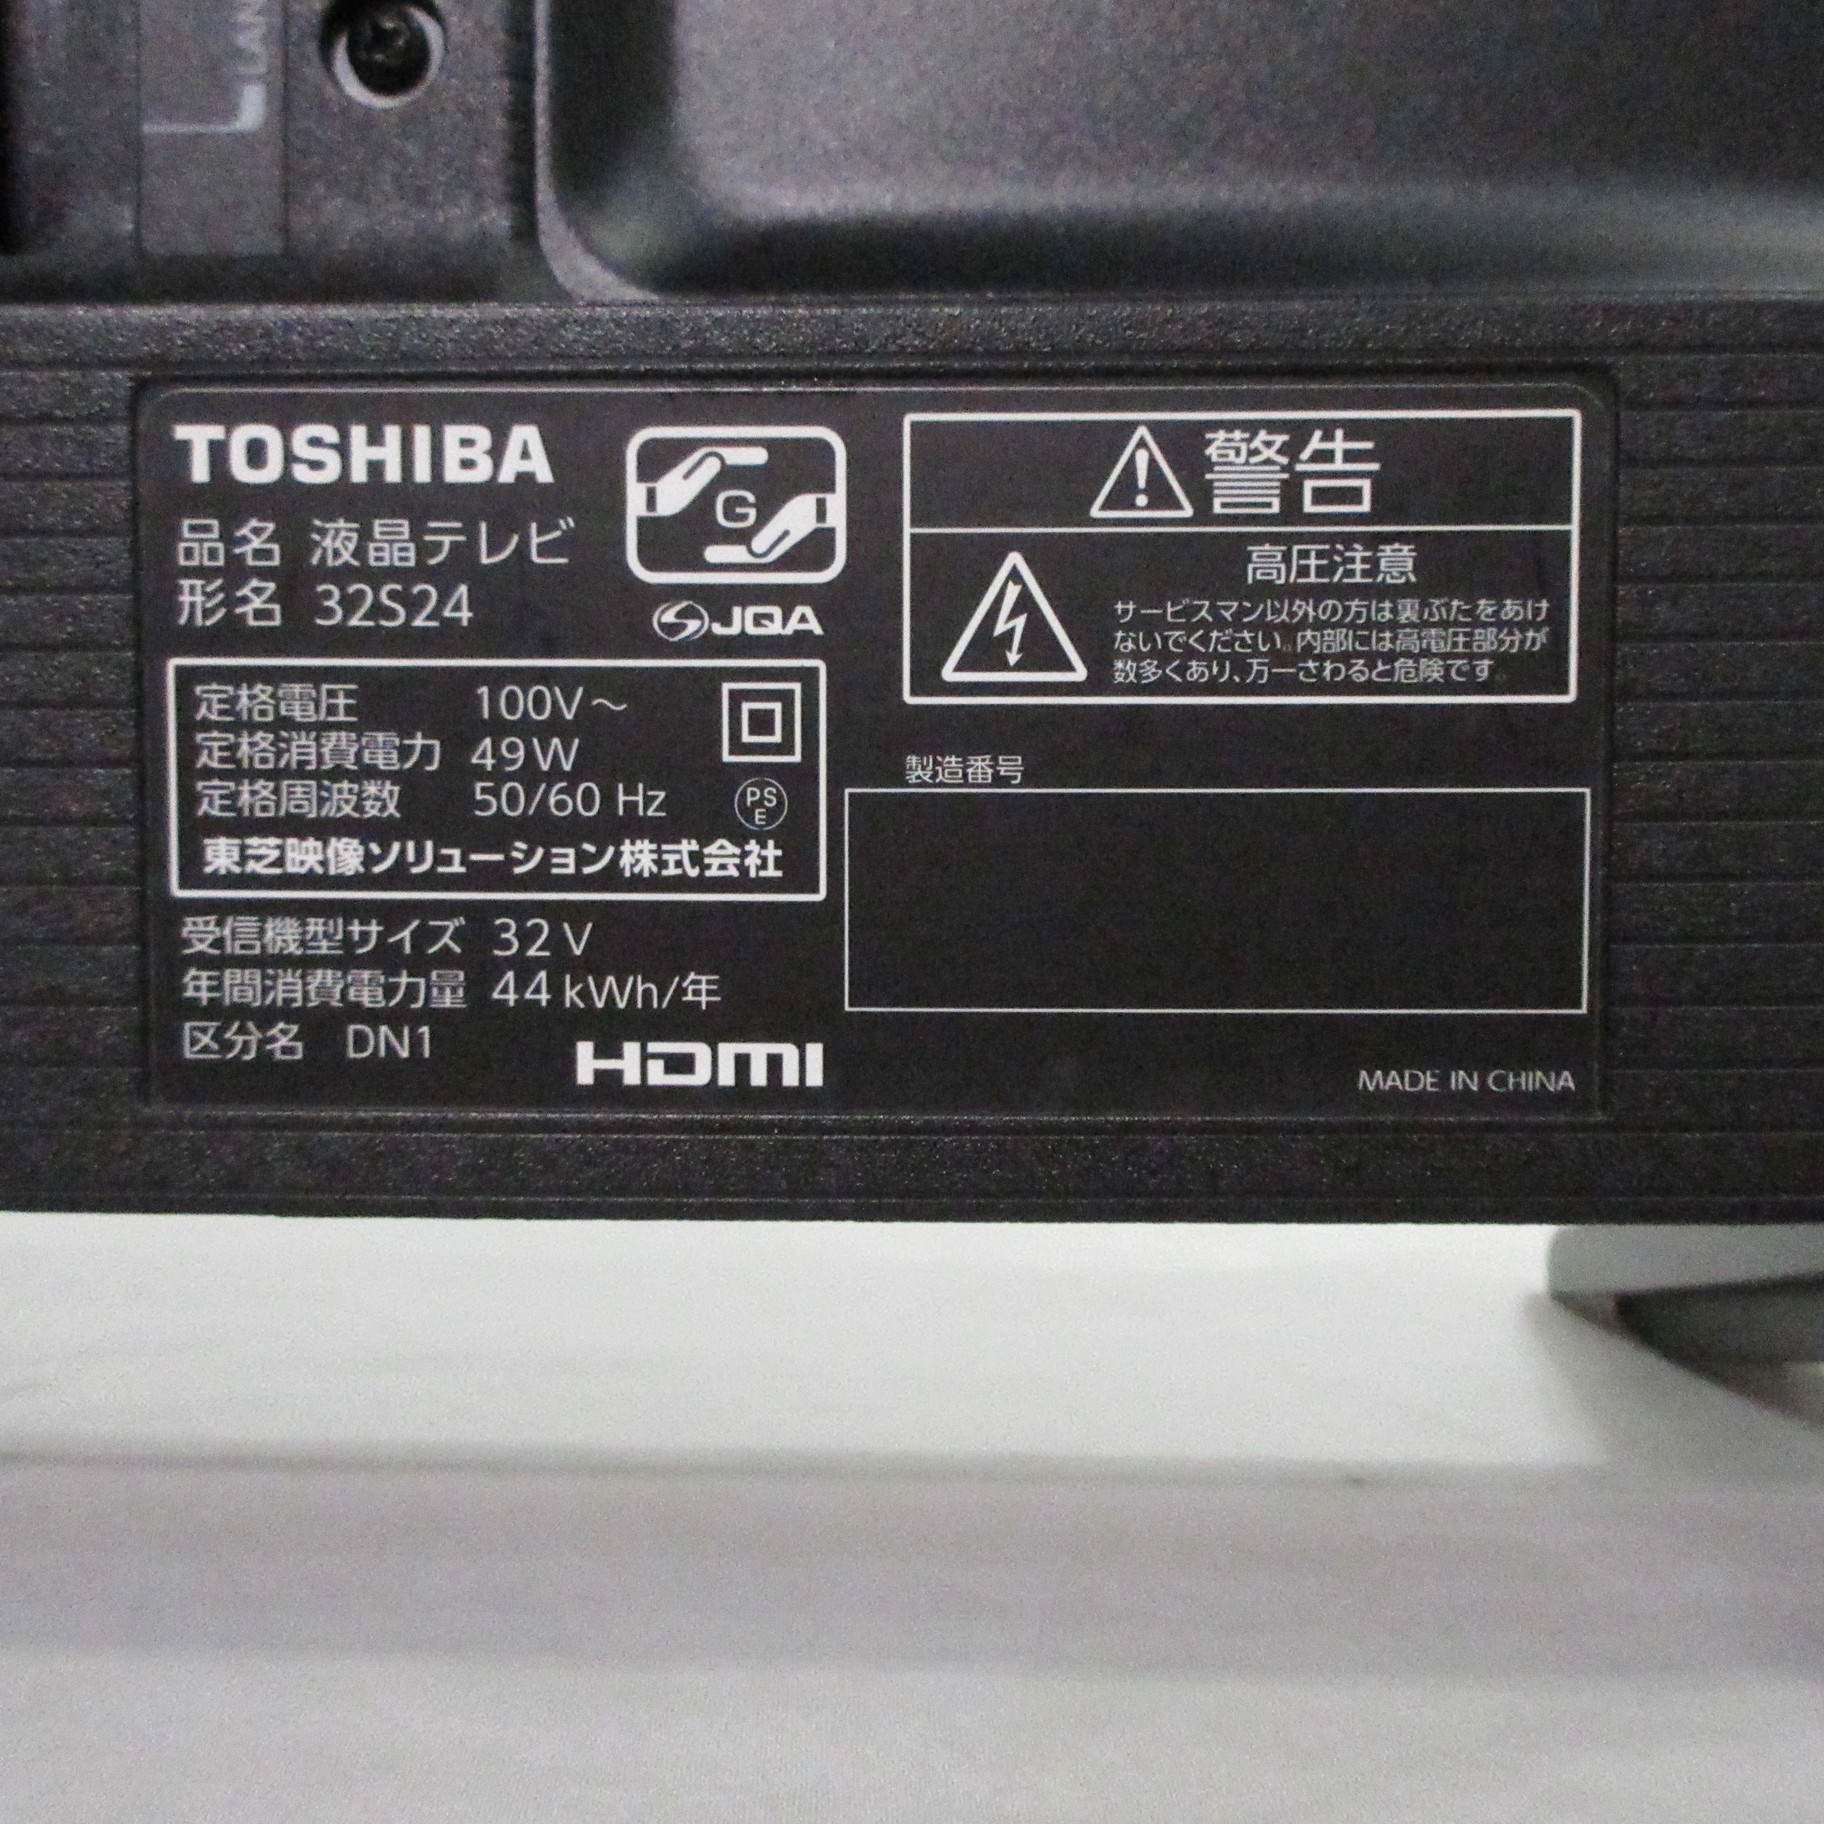 TOSHIBA
品名 液晶テレビ
形名 32S24
G
JQA
定格電圧 100V～
定格消費電力 49W
定格周波数 50/60 Hz
PS
E
東芝映像ソリューション株式会社
受信機型サイズ 32V
年間消費電力量 44kWh/年
区分名 DN1
HDMI
警告
高圧注意
サービスマン以外の方は裏ぶたをあけ
ないでください。内部には高電圧部分が
数多くあり、万一さわると危険です。
製造番号
MADE IN CHINA